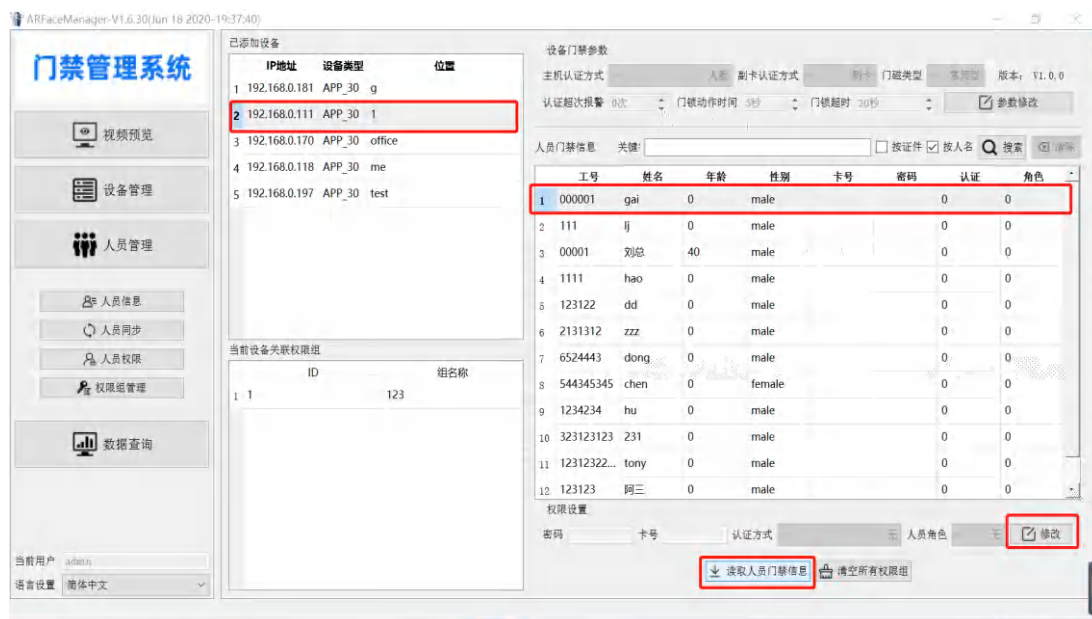 ARFaceManager-V1.6.30(Jun 18 2020-19:37:40)
门禁管理系统
视频预览
设备管理
人员管理
人员信息
人员同步
人员权限
权限组管理
数据查询
当前用户 admin
语言设置 简体中文
已添加设备
IP地址 设备类型 位置
1 192.168.0.181 APP_30 g
2 192.168.0.111 APP_30 1
3 192.168.0.170 APP_30 office
4 192.168.0.118 APP_30 me
5 192.168.0.197 APP_30 test
当前设备关联权限组
ID 组名称
1 1 123
设备门禁参数
主机认证方式 人脸 副卡认证方式 刷卡 门磁类型 常闭型 版本: V1.0.0
认证超次报警 0次 门锁动作时间 5秒 门锁超时 20秒 参数修改
人员门禁信息 关键: 按证件 按人名 搜索 清除
工号 姓名 年龄 性别 卡号 密码 认证 角色
1 000001 gai 0 male 0 0
2 111 lj 0 male 0 0
3 00001 刘总 40 male 0 0
4 1111 hao 0 male 0 0
5 123122 dd 0 male 0 0
6 2131312 zzz 0 male 0 0
7 6524443 dong 0 male 0 0
8 544345345 chen 0 female 0 0
9 1234234 hu 0 male 0 0
10 323123123 231 0 male 0 0
11 12312322... tony 0 male 0 0
12 123123 阿三 0 male 0 0
权限设置
密码 卡号 认证方式 无 人员角色 无 修改
读取人员门禁信息 清空所有权限组